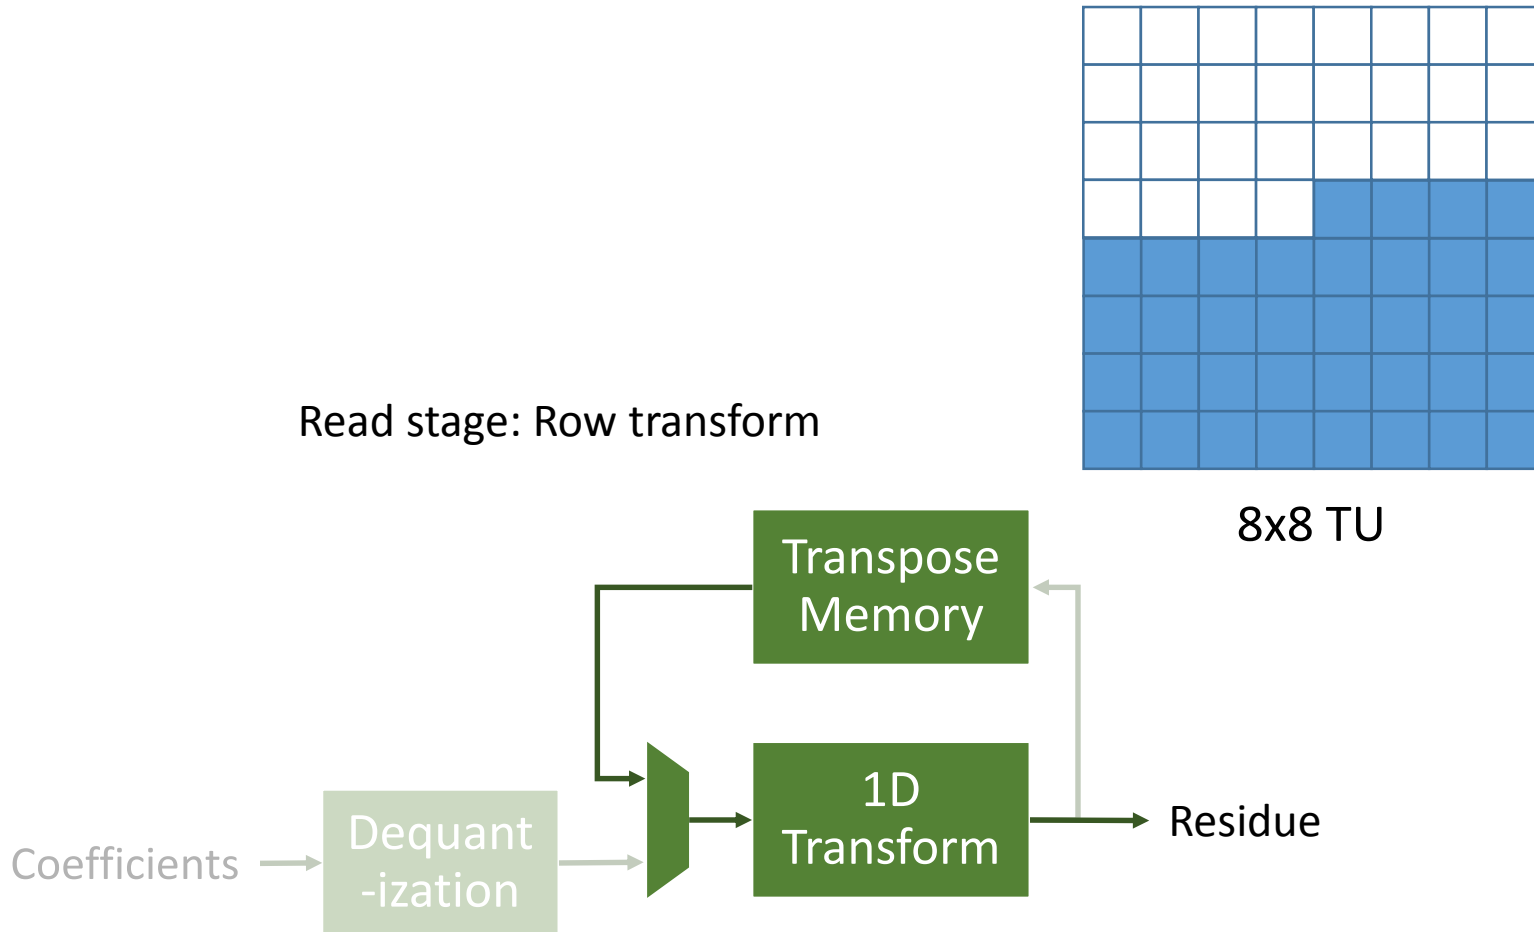 Read stage: Row transform
8x8 TU
Transpose
Memory
1D
Transform
Residue
Dequant
-ization
Coefficients